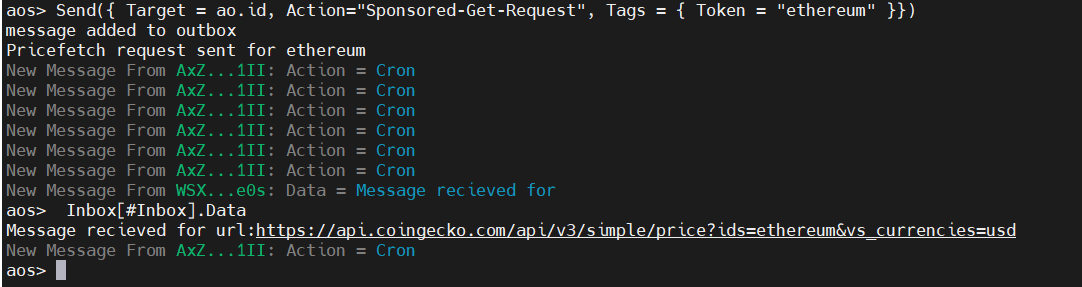 aos> Send({ Target = ao.id, Action="Sponsored-Get-Request", Tags = { Token = "ethereum" }})
message added to outbox
Pricefetch request sent for ethereum
New Message From AxZ...1II: Action = Cron
New Message From AxZ...1II: Action = Cron
New Message From AxZ...1II: Action = Cron
New Message From AxZ...1II: Action = Cron
New Message From AxZ...1II: Action = Cron
New Message From AxZ...1II: Action = Cron
New Message From WSX...e0s: Data = Message recieved for
aos>  Inbox[#Inbox].Data
Message recieved for url:https://api.coingecko.com/api/v3/simple/price?ids=ethereum&vs_currencies=usd
New Message From AxZ...1II: Action = Cron
aos>